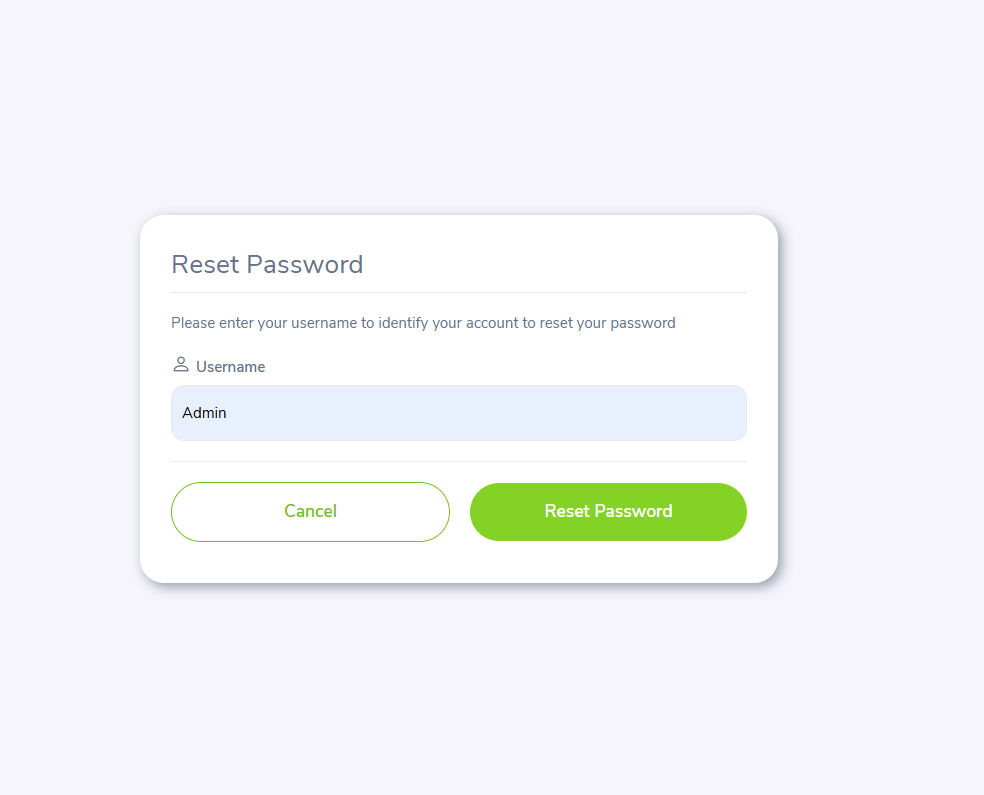 Reset Password
Please enter your username to identify your account to reset your password
Username
Admin
Cancel
Reset Password